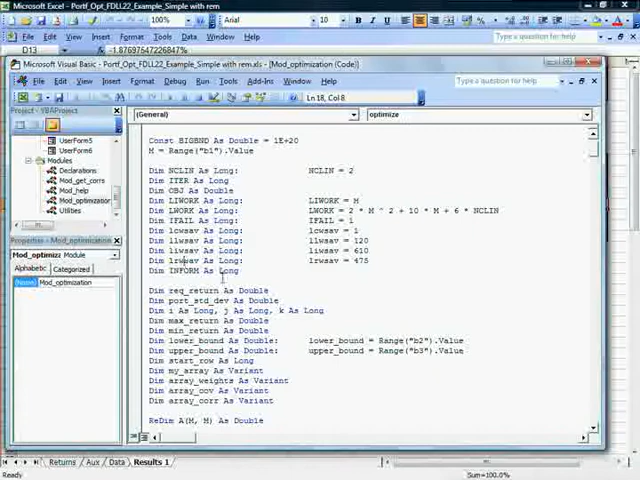 Microsoft Excel - Portf_Opt_FDLL22_Example_Simple with rem
150%
Arial
10
File Edit View Insert Format Tools Data Window Help
Type a question for help
D13
-1.87697647226847%
Microsoft Visual Basic - Portf_Opt_FDLL22_Example_Simple with rem.xls - [Mod_optimization (Code)]
File Edit View Insert Format Debug Run Tools Add-Ins Window Help
Type a question for help
Ln 18, Col 8
Project - VBAProject
(General)
optimize
UserForm5
UserForm6
Modules
Declarations
Mod_get_corrs
Mod_help
Mod_optimizatio
Utilities
Properties - Mod_optimiz
Mod_optimiz Module
Alphabetic Categorized
(Name) Mod_optimization
Const BIGBND As Double = 1E+20
M = Range("b1").Value
Dim NCLIN As Long: NCLIN = 2
Dim ITER As Long
Dim OBJ As Double
Dim LIWORK As Long: LIWORK = M
Dim LWORK As Long: LWORK = 2 * M ^ 2 + 10 * M + 6 * NCLIN
Dim IFAIL As Long: IFAIL = 1
Dim lcwsav As Long: lcwsav = 1
Dim llwsav As Long: llwsav = 120
Dim liwsav As Long: liwsav = 610
Dim lrwsav As Long: lrwsav = 475
Dim INFORM As Long
Dim req_return As Double
Dim port_std_dev As Double
Dim i As Long, j As Long, k As Long
Dim max_return As Double
Dim min_return As Double
Dim lower_bound As Double: lower_bound = Range("b2").Value
Dim upper_bound As Double: upper_bound = Range("b3").Value
Dim start_row As Long
Dim my_array As Variant
Dim array_weights As Variant
Dim array_cov As Variant
Dim array_corr As Variant
ReDim A(M, M) As Double
Returns Aux Data Results 1
Ready
Sum=100.0%